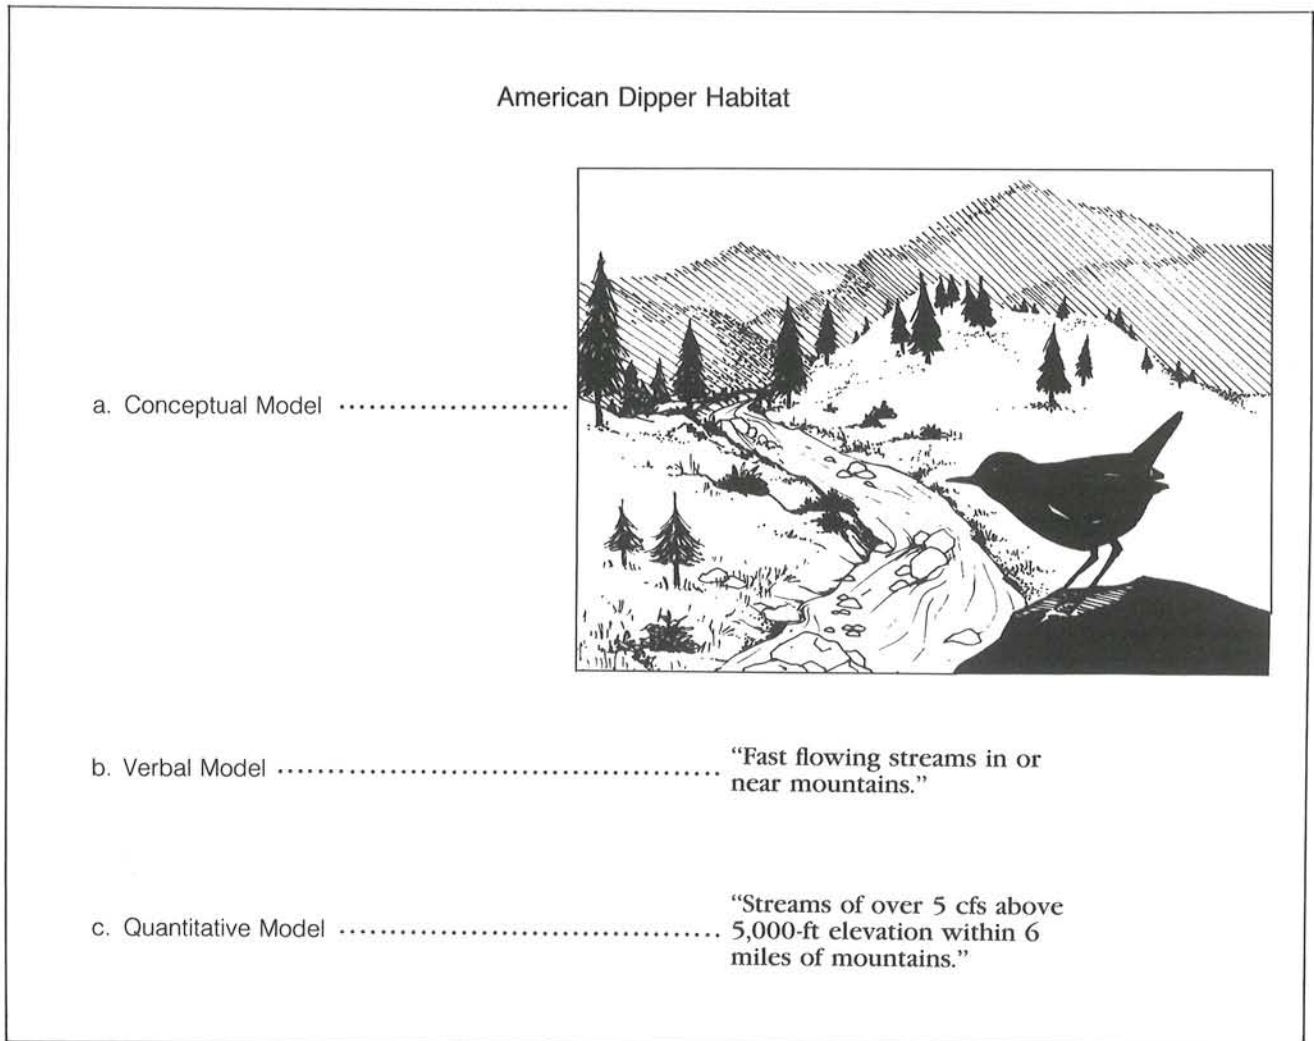 American Dipper Habitat
a. Conceptual Model ........................
b. Verbal Model ................................................
“Fast flowing streams in or
near mountains.”
c. Quantitative Model ........................................
“Streams of over 5 cfs above
5,000-ft elevation within 6
miles of mountains.”